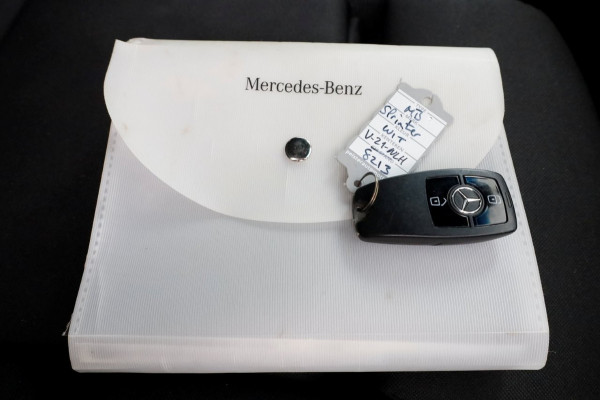 Mercedes-Benz
MB
Sprinter
WIT
V-21-NLH
8213